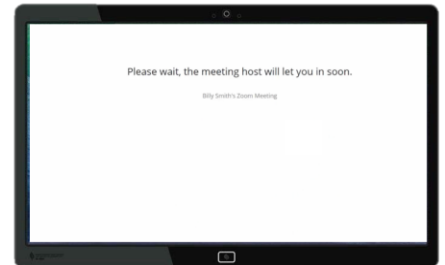 Please wait, the meeting host will let you in soon.
Billy Smith's Zoom Meeting